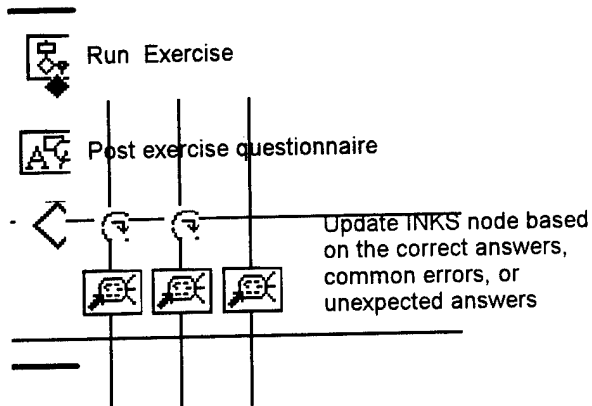 Run Exercise
Post exercise questionnaire
Update INKS node based
on the correct answers,
common errors, or
unexpected answers